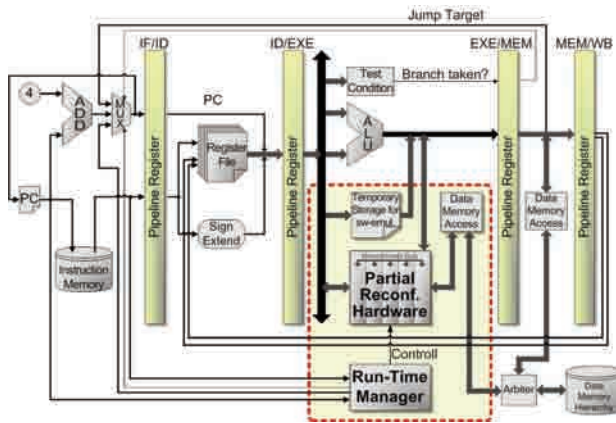 Jump Target
IF/ID
ID/EXE
EXE/MEM
MEM/WB
4
ADD
MUX
PC
Test
Condition
Branch taken?
ALU
Pipeline Register
Pipeline Register
Pipeline Register
Pipeline Register
Register
File
PC
Sign
Extend
Instruction
Memory
Temporary
Storage for
sw-emul.
Data
Memory
Access
Data
Memory
Access
Partial
Reconf.
Hardware
Controll
Run-Time
Manager
Arbiter
Data
Memory